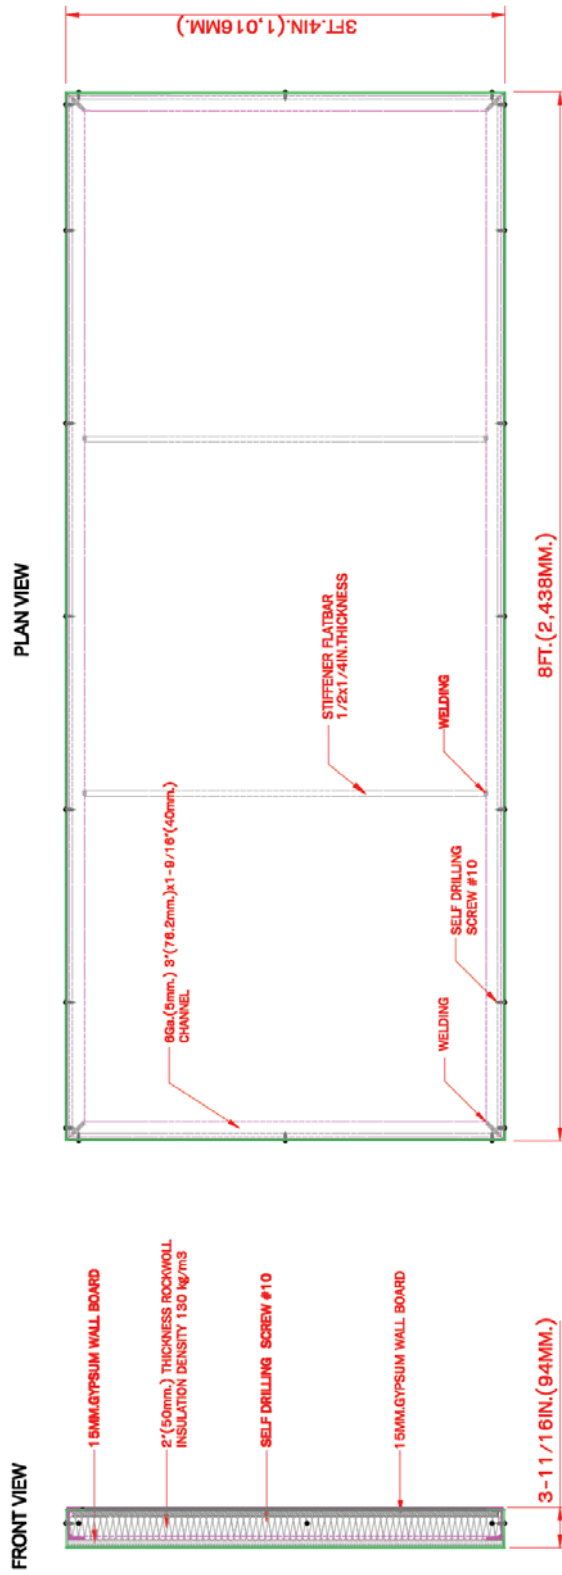 PLAN VIEW
3FT.4IN.(1,016MM.)
STIFFENER FLATBAR
1/2x1/4IN.THICKNESS
8Ga.(5mm.) 3"(76.2mm.)x1-9/16"(40mm.)
CHANNEL
WELDING
SELF DRILLING
SCREW #10
WELDING
8FT.(2,438MM.)
FRONT VIEW
15MM.GYPSUM WALL BOARD
2"(50mm.) THICKNESS ROCKWOLL
INSULATION DENSITY 130 kg/m3
SELF DRILLING SCREW #10
15MM.GYPSUM WALL BOARD
3-11/16IN.(94MM.)